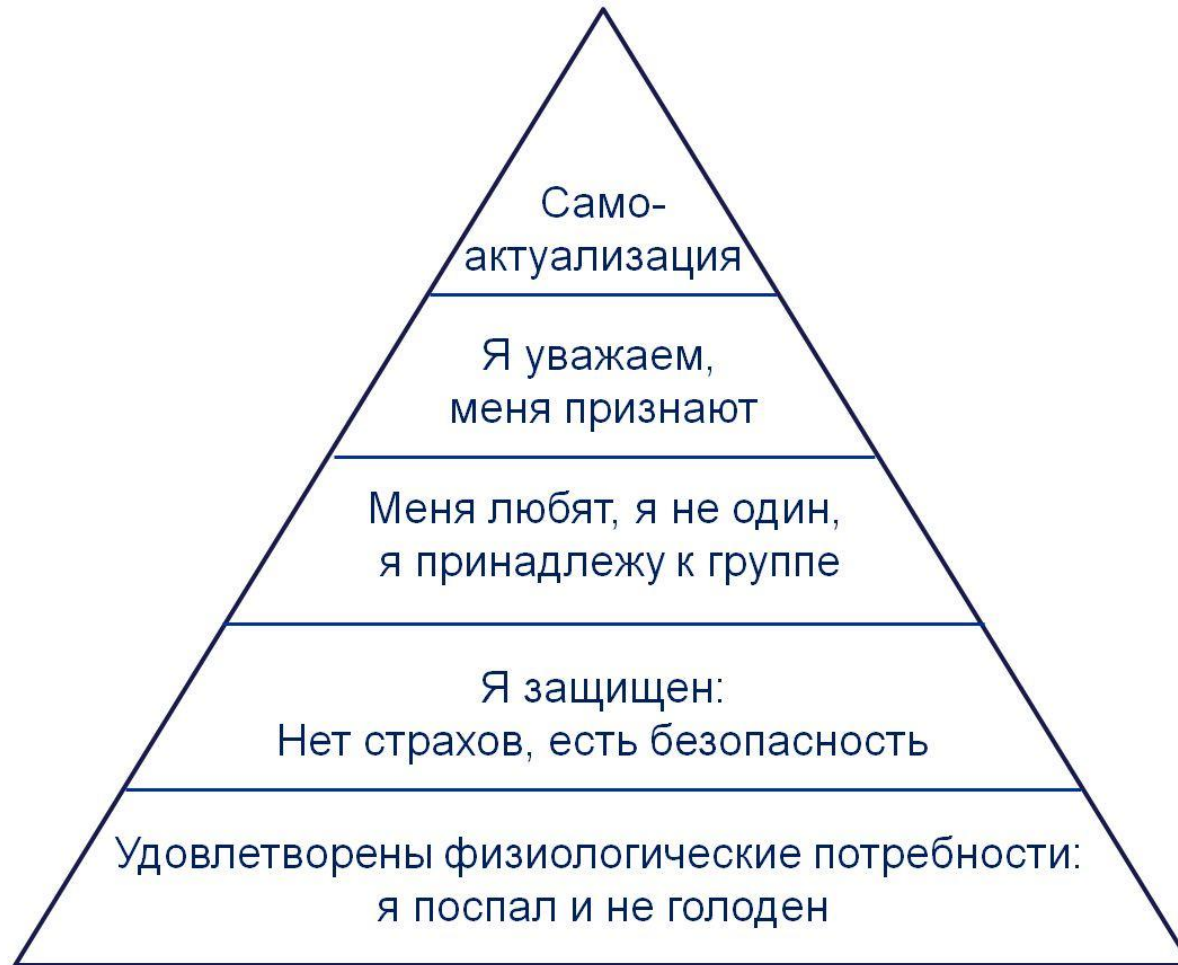 Само-
актуализация
Я уважаем,
меня признают
Меня любят, я не один,
я принадлежу к группе
Я защищен:
Нет страхов, есть безопасность
Удовлетворены физиологические потребности:
я поспал и не голоден